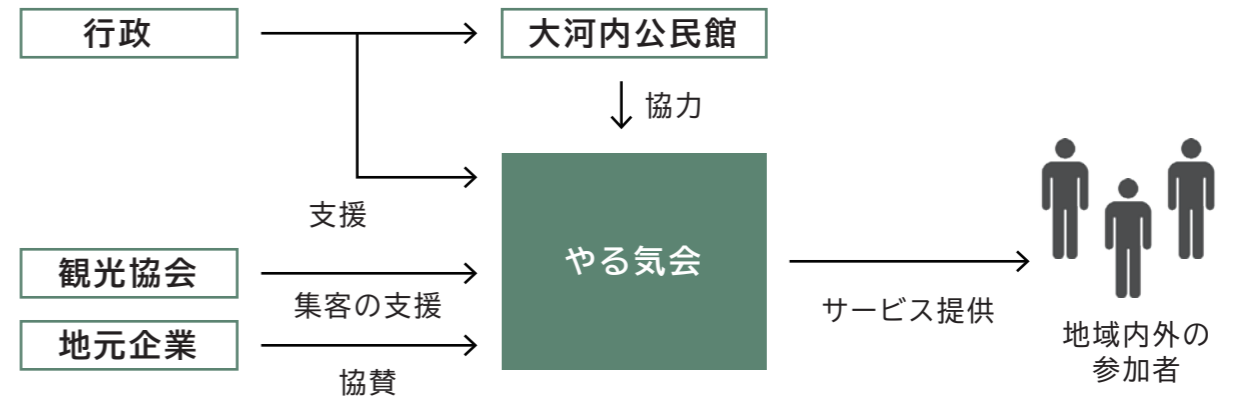 行政
大河内公民館
協力
支援
やる気会
観光協会
集客の支援
サービス提供
地元企業
協賛
地域内外の
参加者